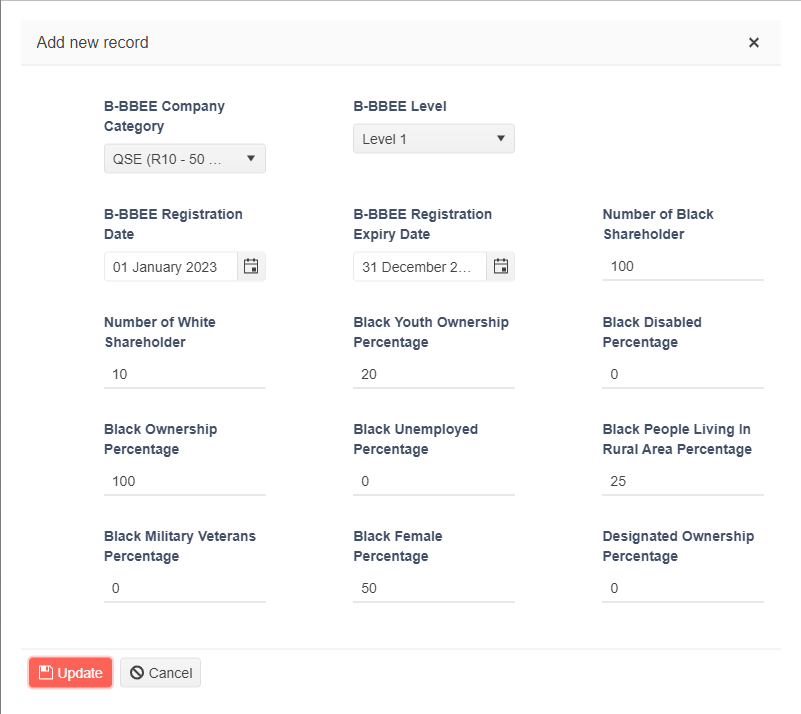 Add new record
B-BBEE Company
Category
QSE (R10 - 50 ...
B-BBEE Level
Level 1
B-BBEE Registration
Date
01 January 2023
B-BBEE Registration
Expiry Date
31 December 2...
Number of Black
Shareholder
100
Number of White
Shareholder
10
Black Youth Ownership
Percentage
20
Black Disabled
Percentage
0
Black Ownership
Percentage
100
Black Unemployed
Percentage
0
Black People Living In
Rural Area Percentage
25
Black Military Veterans
Percentage
0
Black Female
Percentage
50
Designated Ownership
Percentage
0
Update
Cancel